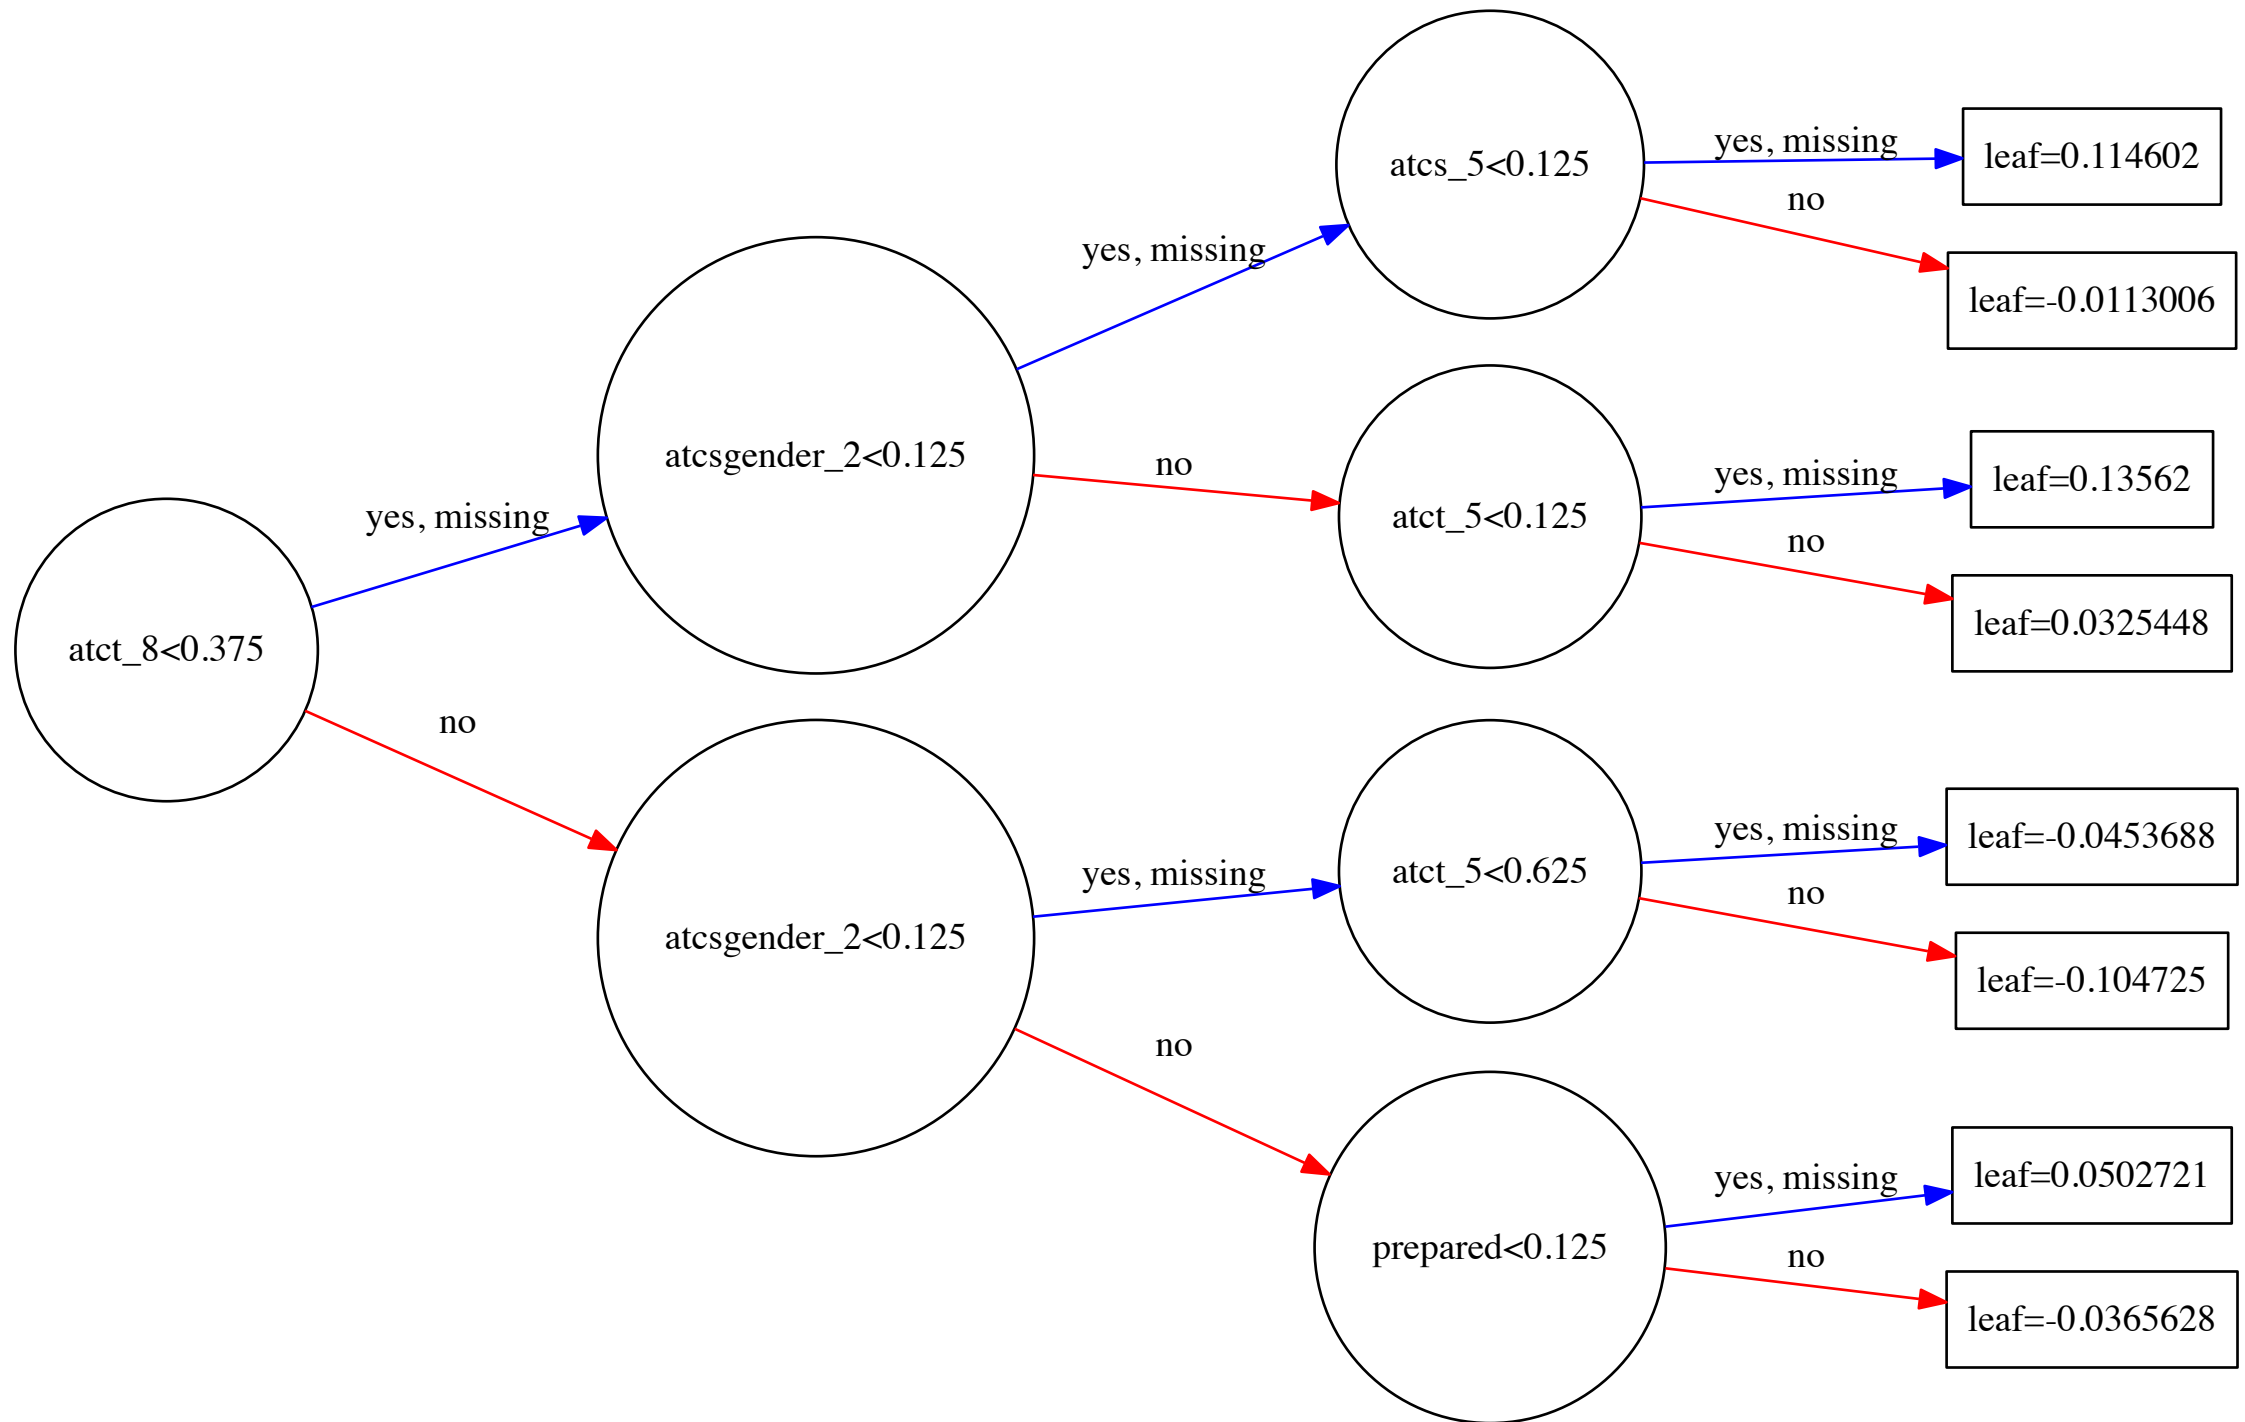 atct_8<0.375
yes, missing
no
atcsgender_2<0.125
yes, missing
no
atcsgender_2<0.125
yes, missing
no
atcs_5<0.125
yes, missing
no
atct_5<0.125
yes, missing
no
atct_5<0.625
yes, missing
no
prepared<0.125
yes, missing
no
leaf=0.114602
leaf=-0.0113006
leaf=0.13562
leaf=0.0325448
leaf=-0.0453688
leaf=-0.104725
leaf=0.0502721
leaf=-0.0365628